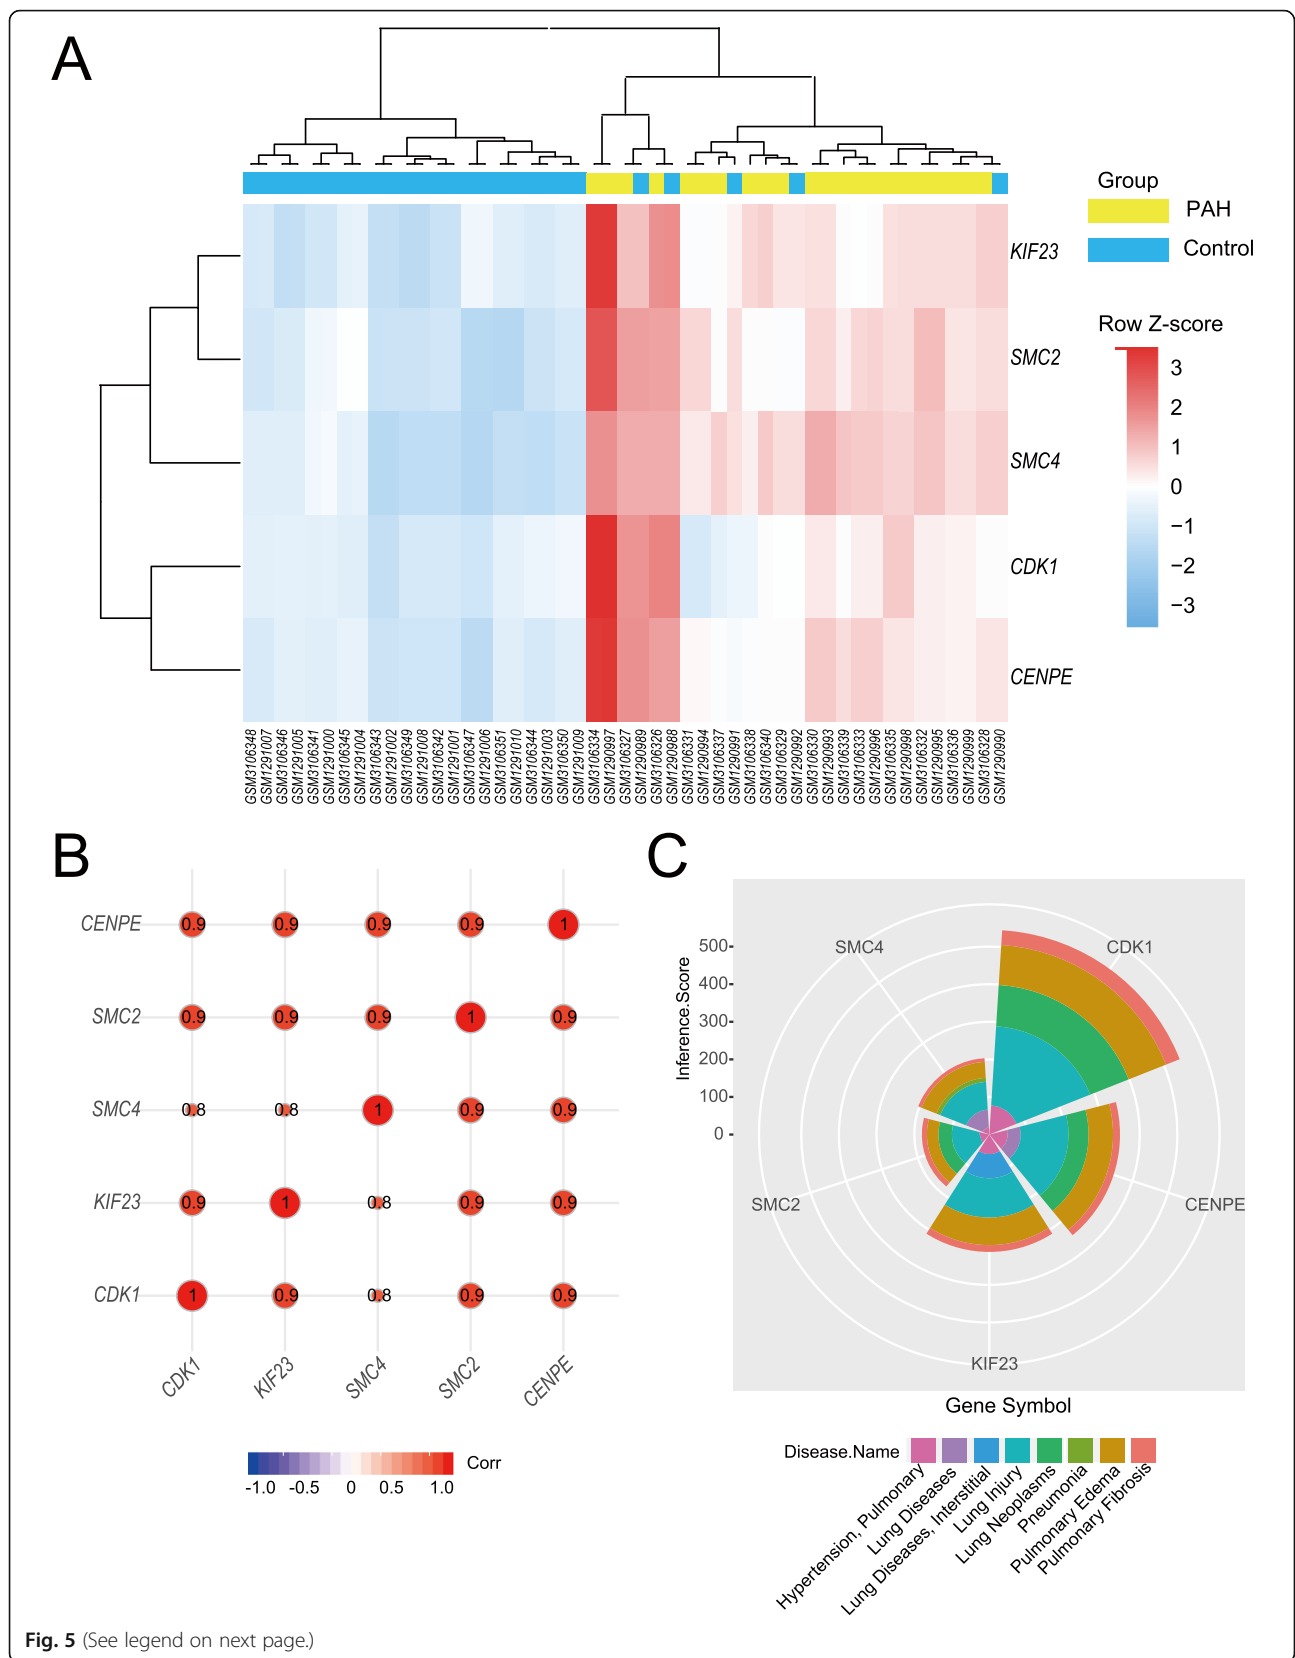 A
Group
PAH
Control
Row Z-score
3
2
1
0
−1
−2
−3
KIF23
SMC2
SMC4
CDK1
CENPE
GSM3106348
GSM1291007
GSM3106346
GSM1291005
GSM3106341
GSM1291000
GSM3106345
GSM1291004
GSM3106343
GSM1291002
GSM3106349
GSM1291008
GSM3106342
GSM1291001
GSM3106347
GSM1291006
GSM3106351
GSM1291010
GSM3106344
GSM1291003
GSM3106350
GSM1291009
GSM3106334
GSM1290997
GSM3106327
GSM1290989
GSM3106326
GSM1290988
GSM3106331
GSM1290994
GSM3106337
GSM1290991
GSM3106338
GSM3106340
GSM3106329
GSM1290992
GSM3106330
GSM1290993
GSM3106339
GSM3106333
GSM1290996
GSM3106335
GSM1290998
GSM3106332
GSM1290995
GSM3106336
GSM1290999
GSM3106328
GSM1290990
B
CENPE 0.9 0.9 0.9 0.9 1
SMC2 0.9 0.9 0.9 1 0.9
SMC4 0.8 0.8 1 0.9 0.9
KIF23 0.9 1 0.8 0.9 0.9
CDK1 1 0.9 0.8 0.9 0.9
CDK1 KIF23 SMC4 SMC2 CENPE
Corr
-1.0 -0.5 0 0.5 1.0
C
Inference.Score
500
400
300
200
100
0
SMC4
CDK1
SMC2
CENPE
KIF23
Gene Symbol
Disease.Name
Hypertension, Pulmonary
Lung Diseases
Lung Diseases, Interstitial
Lung Injury
Lung Neoplasms
Pneumonia
Pulmonary Edema
Pulmonary Fibrosis
Fig. 5 (See legend on next page.)